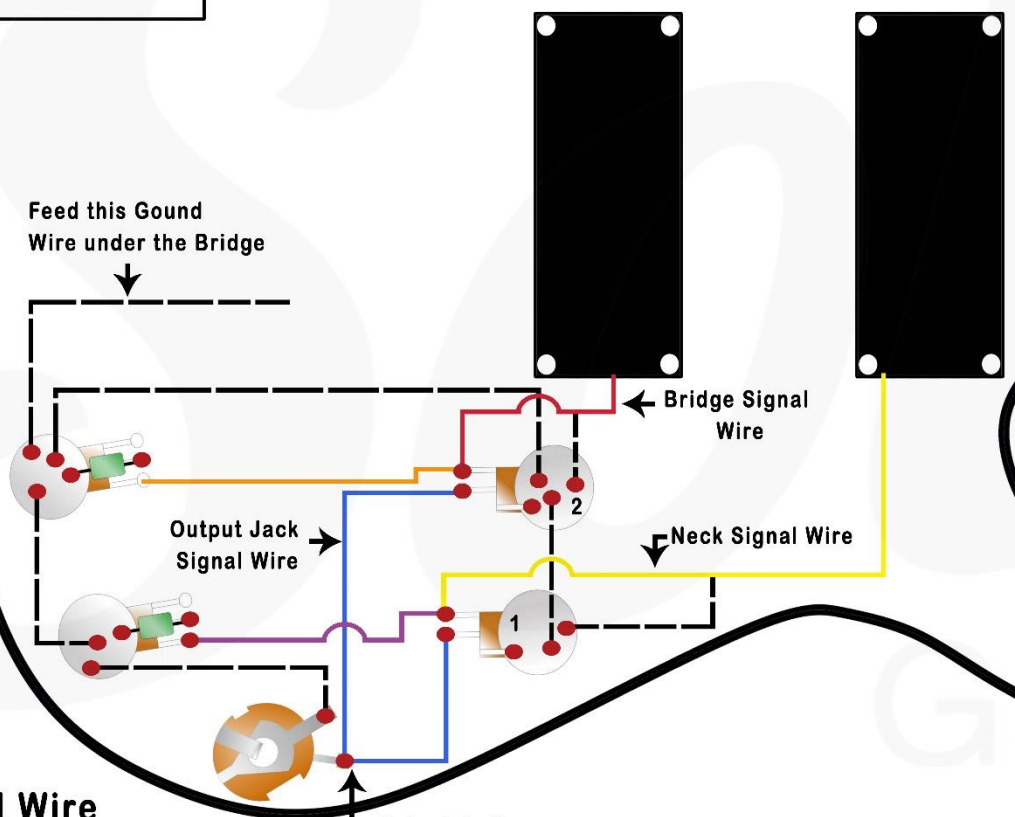 Feed this Gound
Wire under the Bridge
Bridge Signal
Wire
2
Output Jack
Signal Wire
Neck Signal Wire
1
G
Wire